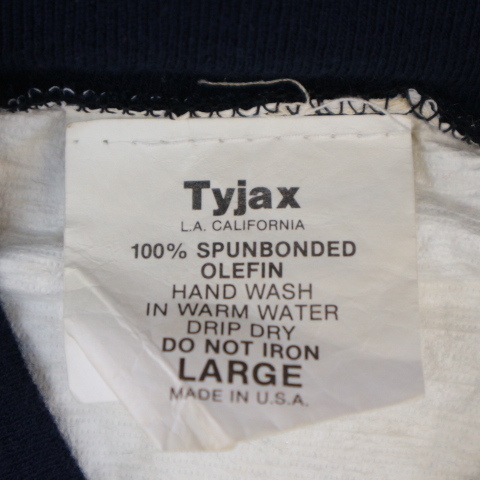 Tyjax
L.A. CALIFORNIA
100% SPUNBONDED
OLEFIN
HAND WASH
IN WARM WATER
DRIP DRY
DO NOT IRON
LARGE
MADE IN U.S.A.